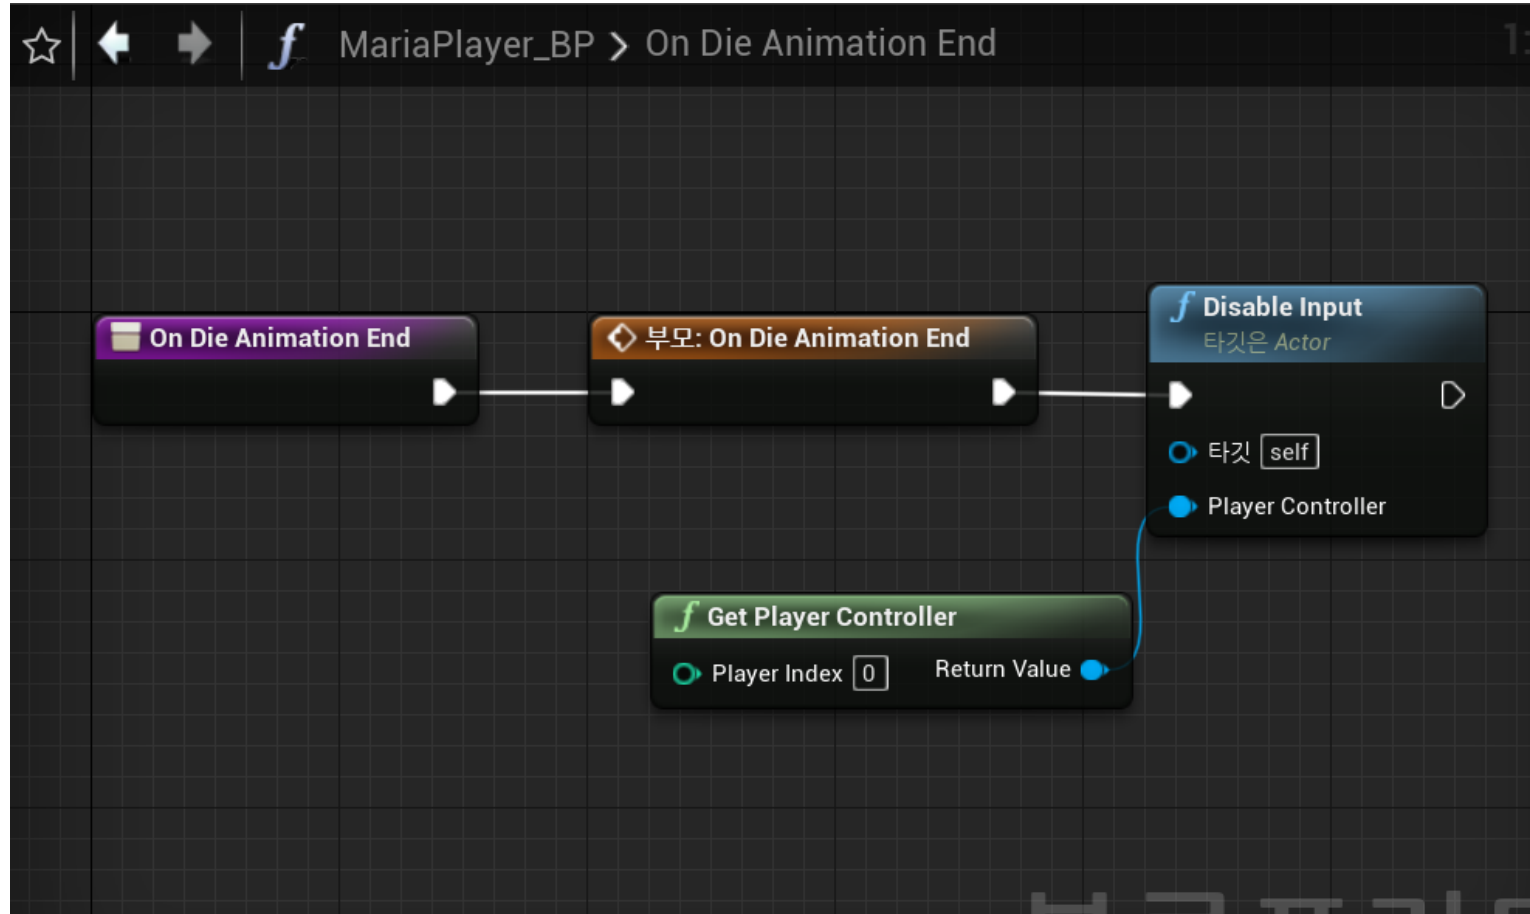 MariaPlayer_BP > On Die Animation End
On Die Animation End
부모: On Die Animation End
Disable Input
타깃은 Actor
타깃 self
Player Controller
Get Player Controller
Player Index 0
Return Value